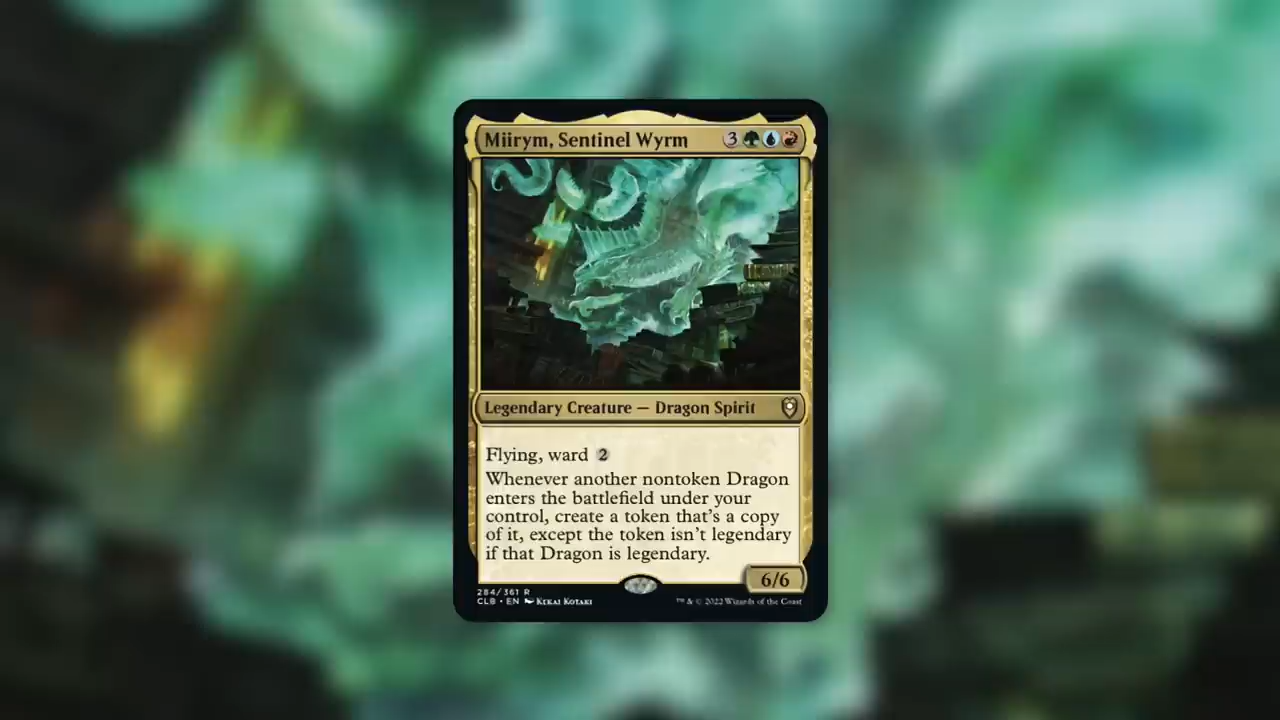 Miirym, Sentinel Wyrm 3
Legendary Creature — Dragon Spirit
Flying, ward 2
Whenever another nontoken Dragon
enters the battlefield under your
control, create a token that's a copy
of it, except the token isn't legendary
if that Dragon is legendary.
6/6
284/361 R
CLB • EN Kekai Kotaki
™ & © 2022 Wizards of the Coast